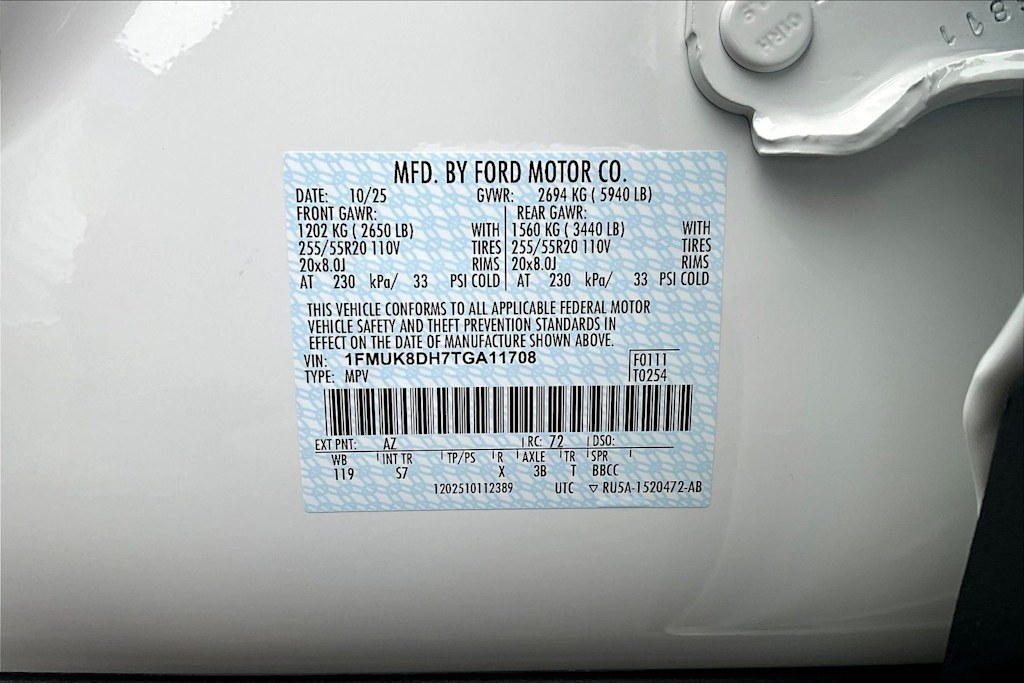 MFD. BY FORD MOTOR CO.
DATE: 10/25 GVWR: 2694 KG ( 5940 LB)
FRONT GAWR: REAR GAWR:
1202 KG ( 2650 LB) WITH 1560 KG ( 3440 LB) WITH
255/55R20 110V TIRES 255/55R20 110V TIRES
20x8.0J RIMS 20x8.0J RIMS
AT 230 kPa/ 33 PSI COLD AT 230 kPa/ 33 PSI COLD
THIS VEHICLE CONFORMS TO ALL APPLICABLE FEDERAL MOTOR
VEHICLE SAFETY AND THEFT PREVENTION STANDARDS IN
EFFECT ON THE DATE OF MANUFACTURE SHOWN ABOVE.
VIN: 1FMUK8DH7TGA11708 F0111
TYPE: MPV T0254
EXT PNT: AZ RC: 72 DSO:
WB INT TR TP/PS R AXLE TR SPR
119 S7 X 3B T BBCC
1202510112389 UTC ▽ RU5A-1520472-AB